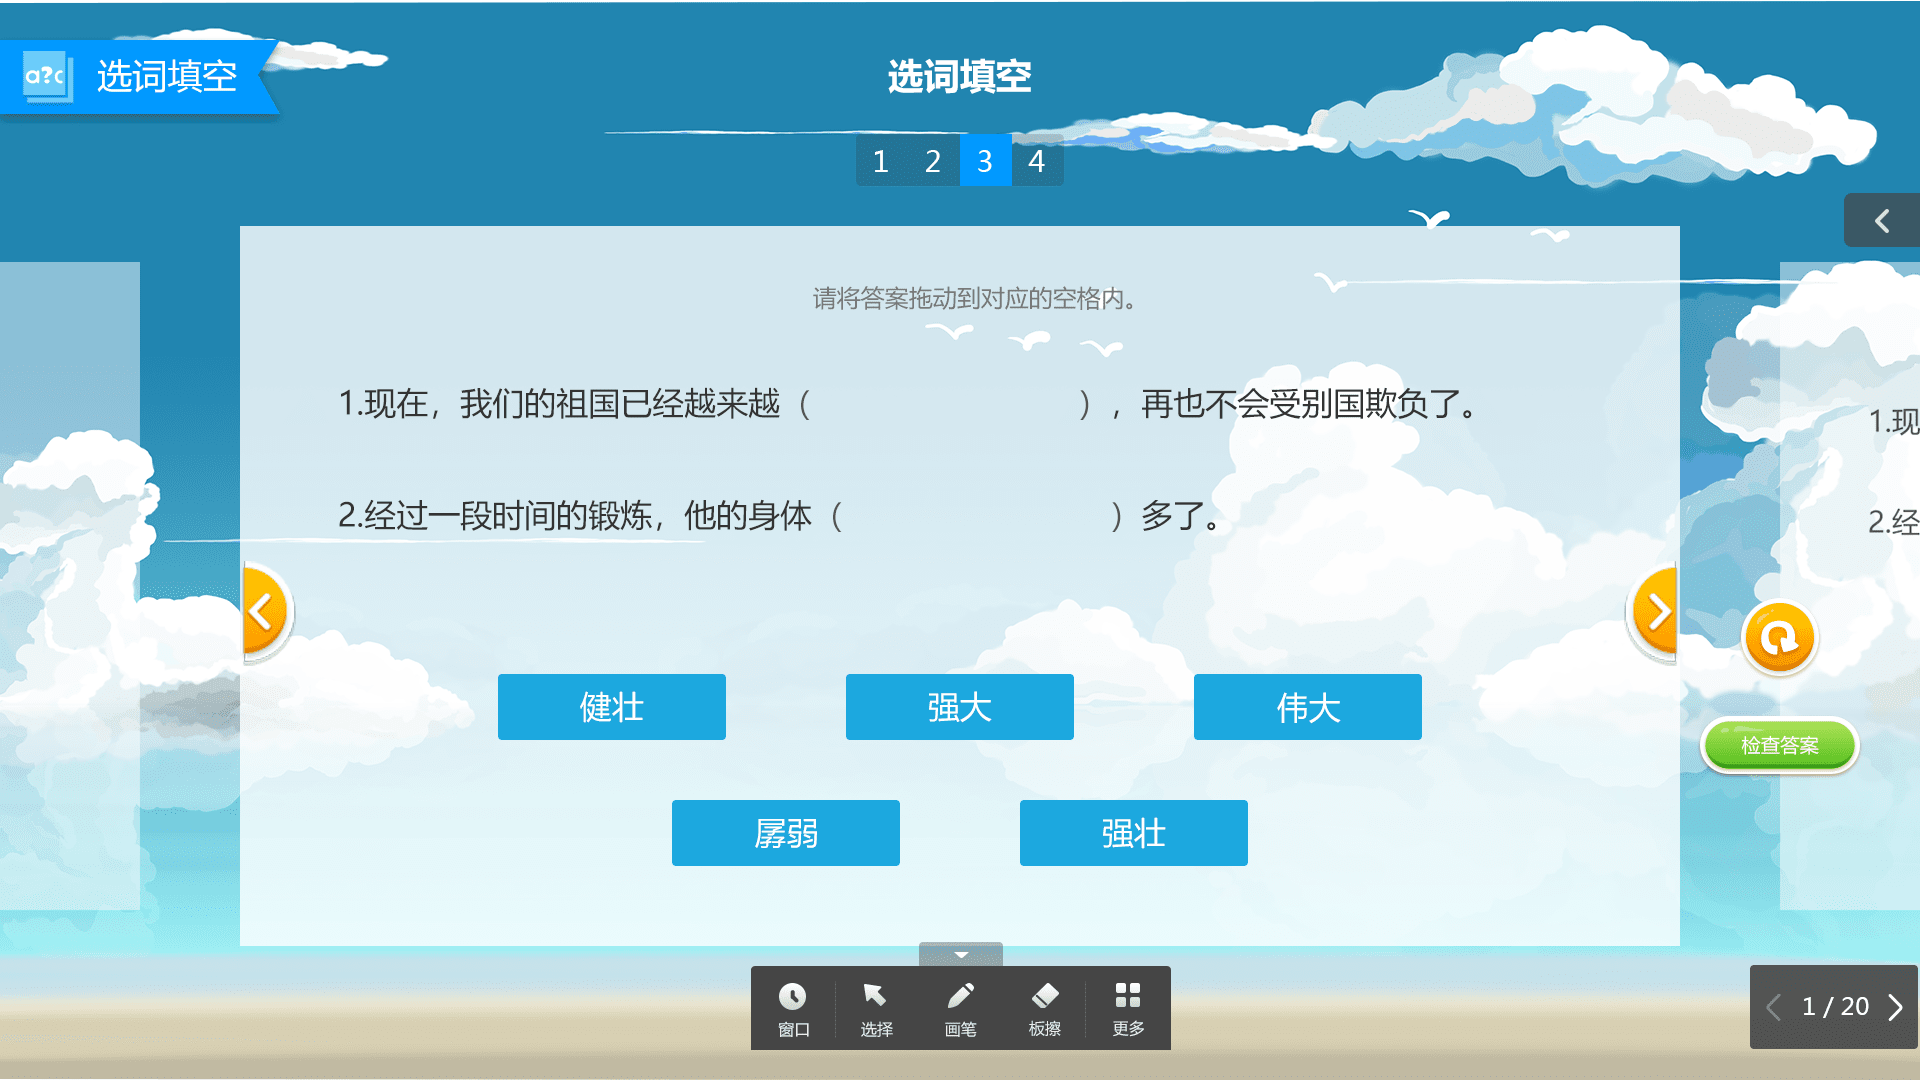 a?c 选词填空
选词填空
1 2 3 4
请将答案拖动到对应的空格内。
1.现在，我们的祖国已经越来越（ ），再也不会受别国欺负了。
1.现
2.经过一段时间的锻炼，他的身体（ ）多了。
2.经
健壮 强大 伟大
检查答案
孱弱 强壮
窗口 选择 画笔 板擦 更多
1 / 20